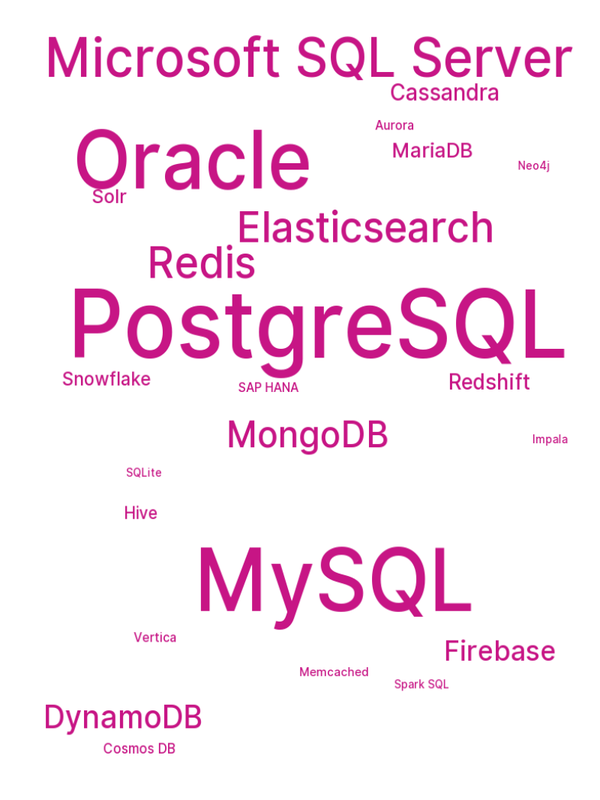 Microsoft SQL Server
Cassandra
Aurora
MariaDB
Oracle
Neo4j
Solr
Elasticsearch
Redis
PostgreSQL
Snowflake
SAP HANA
Redshift
MongoDB
Impala
SQLite
Hive
MySQL
Vertica
Firebase
Memcached
Spark SQL
DynamoDB
Cosmos DB